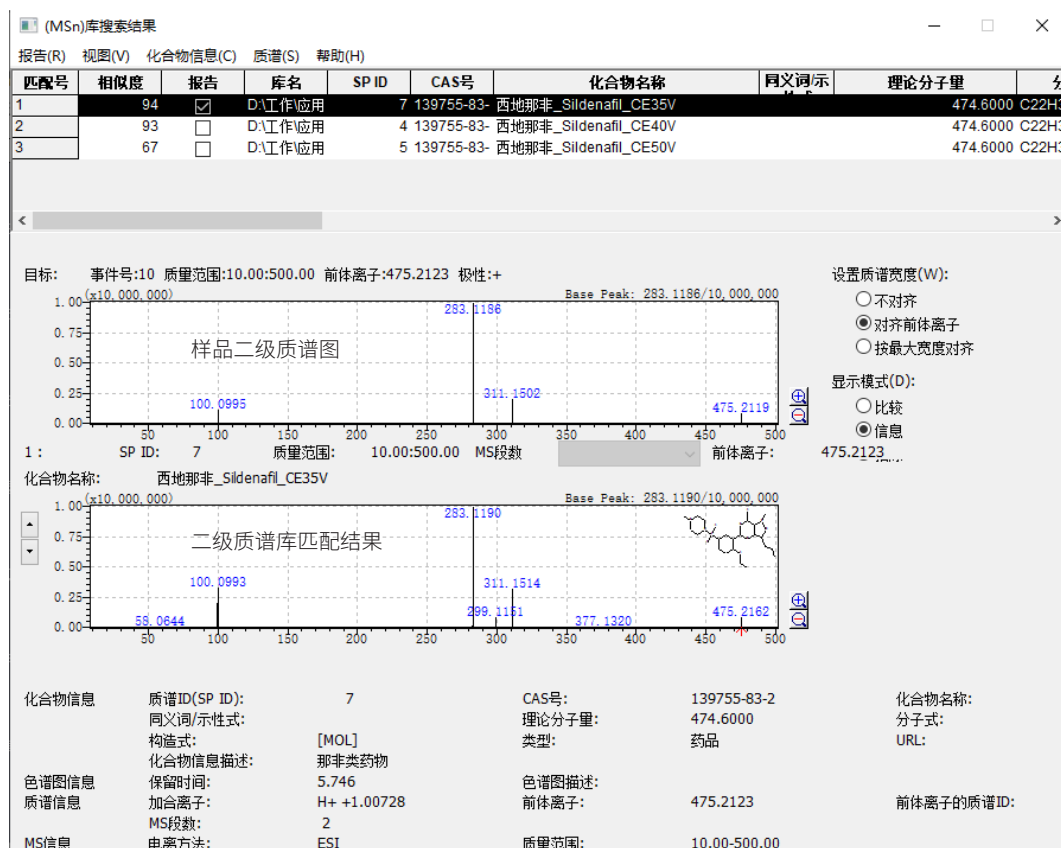 (MSn)库搜索结果
报告(R) 视图(V) 化合物信息(C) 质谱(S) 帮助(H)
匹配号 相似度 报告 库名 SP ID CAS号 化合物名称 同义词/示 理论分子量
1 94 D:\工作\应用 7 139755-83- 西地那非_Sildenafil_CE35V 474.6000 C22H3
2 93 D:\工作\应用 4 139755-83- 西地那非_Sildenafil_CE40V 474.6000 C22H3
3 67 D:\工作\应用 5 139755-83- 西地那非_Sildenafil_CE50V 474.6000 C22H3
目标: 事件号:10 质量范围:10.00:500.00 前体离子:475.2123 极性:+
设置质谱宽度(W):
(x10,000,000) Base Peak: 283.1186/10,000,000
不对齐
对齐前体离子
按最大宽度对齐
显示模式(D):
比较
信息
1.00
0.75
0.50
0.25
0.00
283.1186
样品二级质谱图
311.1502
100.0995
475.2119
50 100 150 200 250 300 350 400 450 500
1: SP ID: 7 质量范围: 10.00:500.00 MS段数 前体离子: 475.2123
化合物名称: 西地那非_Sildenafil_CE35V
(x10,000,000) Base Peak: 283.1190/10,000,000
1.00
0.75
0.50
0.25
0.00
283.1190
二级质谱库匹配结果
100.0993
311.1514
58.0644
299.1151
377.1320
475.2162
50 100 150 200 250 300 350 400 450 500
化合物信息 质谱ID(SP ID): 7 CAS号: 139755-83-2 化合物名称:
同义词/示性式: 理论分子量: 474.6000 分子式:
构造式: [MOL] 类型: 药品 URL:
化合物信息描述: 那非类药物
色谱图信息 保留时间: 5.746 色谱图描述:
质谱信息 加合离子: H+ +1.00728 前体离子: 475.2123 前体离子的质谱ID:
MS段数: 2
MS信息 电离方法: ESI 质量范围: 10.00-500.00